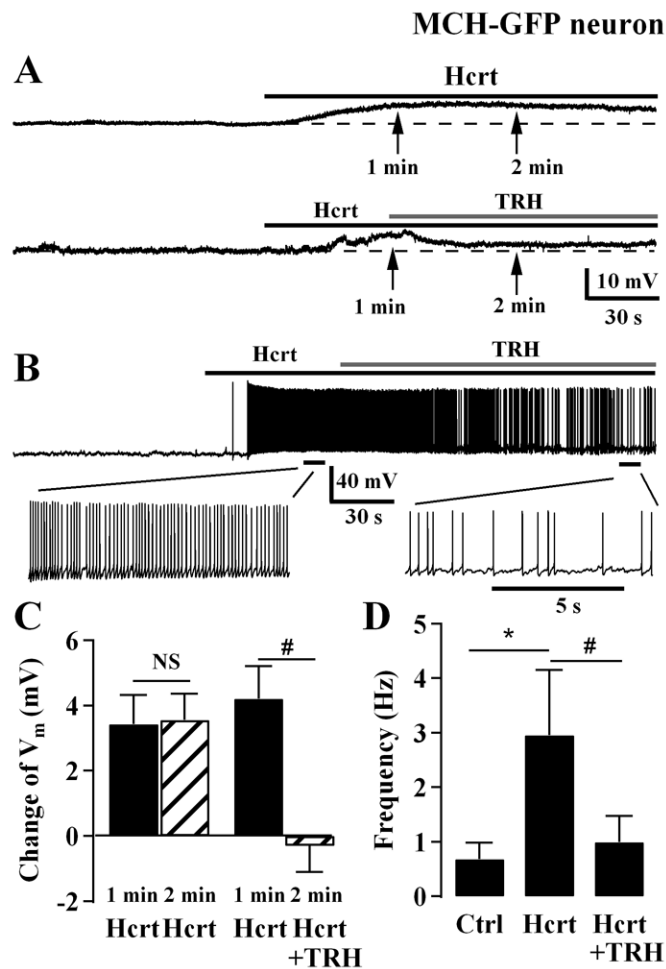 MCH-GFP neuron
A
Hcrt
1 min 2 min
TRH
Hcrt
1 min 2 min
10 mV
30 s
B
Hcrt TRH
40 mV
30 s
5 s
C
6
4
2
0
-2
Change of Vm (mV)
NS
#
1 min 2 min 1 min 2 min
Hcrt Hcrt Hcrt Hcrt
+TRH
D
5
4
3
2
1
0
Frequency (Hz)
* #
Ctrl Hcrt Hcrt
+TRH